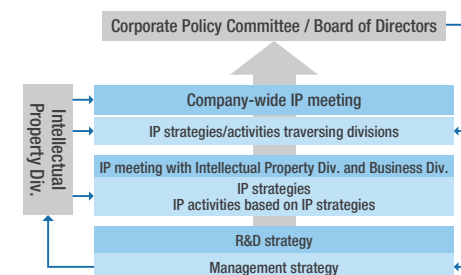 Corporate Policy Committee / Board of Directors
Intellectual
Property Div.
Company-wide IP meeting
IP strategies/activities traversing divisions
IP meeting with Intellectual Property Div. and Business Div.
IP strategies
IP activities based on IP strategies
R&D strategy
Management strategy